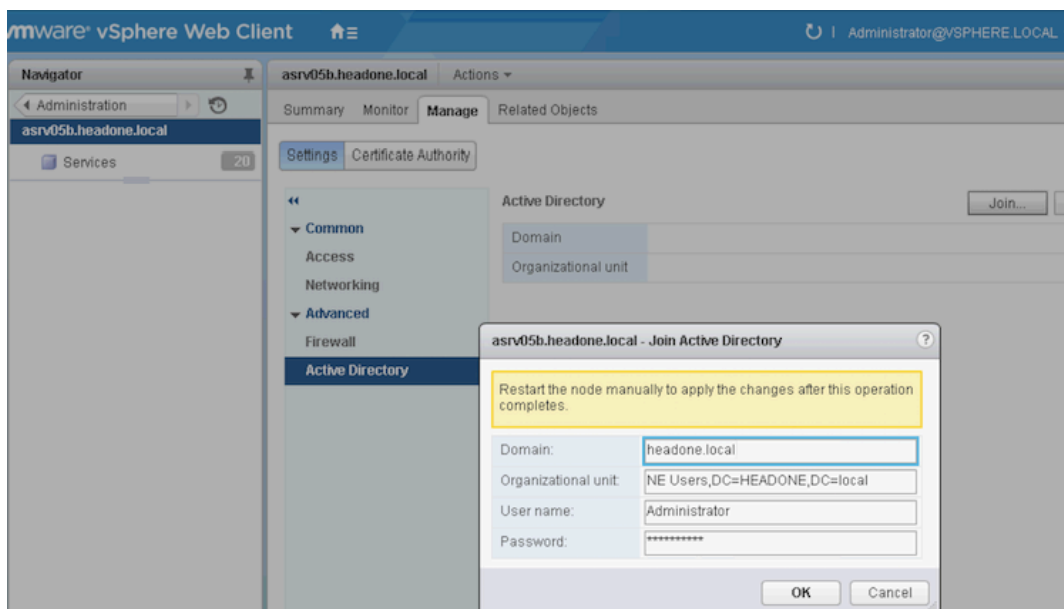 vmware® vSphere Web Client
Administrator@VSPHERE.LOCAL
Navigator
Administration
asrv05b.headone.local
Services 20
asrv05b.headone.local Actions
Summary Monitor Manage Related Objects
Settings Certificate Authority
Common
Access
Networking
Advanced
Firewall
Active Directory
Active Directory
Join...
Domain
Organizational unit
asrv05b.headone.local - Join Active Directory
?
Restart the node manually to apply the changes after this operation
completes.
Domain: headone.local
Organizational unit: NE Users,DC=HEADONE,DC=local
User name: Administrator
Password: **********
OK Cancel